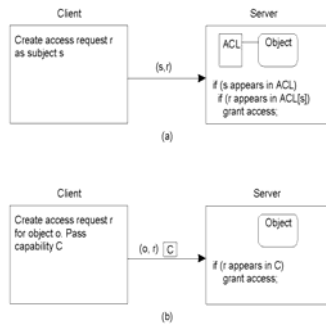 Client
Server
Create access request r
as subject s
(s,r)
ACL
Object
if (s appears in ACL)
if (r appears in ACL[s])
grant access;
(a)
Client
Server
Create access request r
for object o. Pass
capability C
(o, r) C
Object
if (r appears in C)
grant access;
(b)